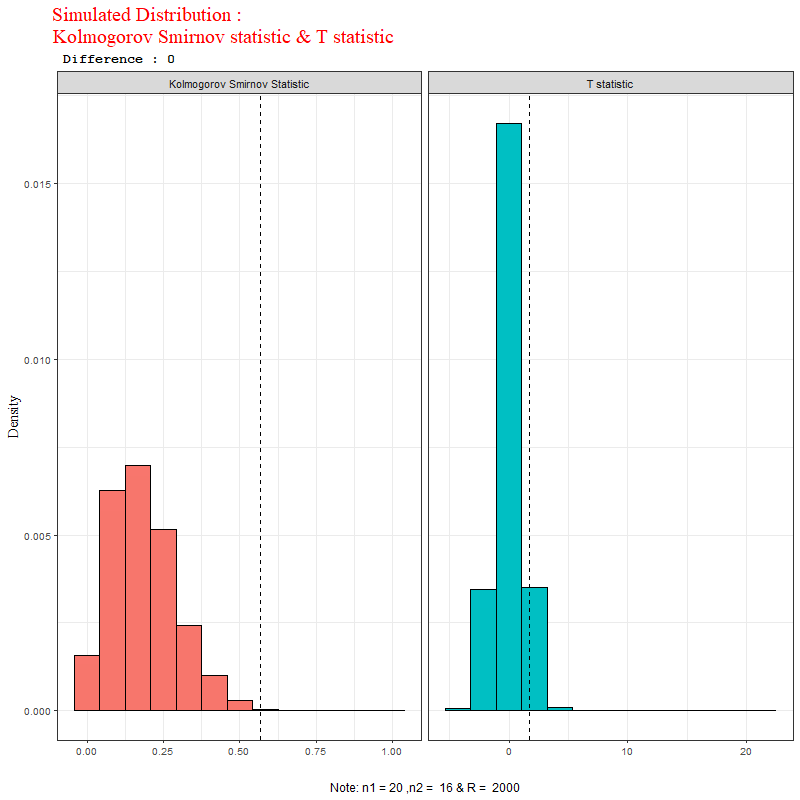 Simulated Distribution :
Kolmogorov Smirnov statistic & T statistic
Difference : 0
Kolmogorov Smirnov Statistic
T statistic
Density
0.015
0.010
0.005
0.000
0.00 0.25 0.50 0.75 1.00
0 10 20
Note: n1 = 20 ,n2 = 16 & R = 2000